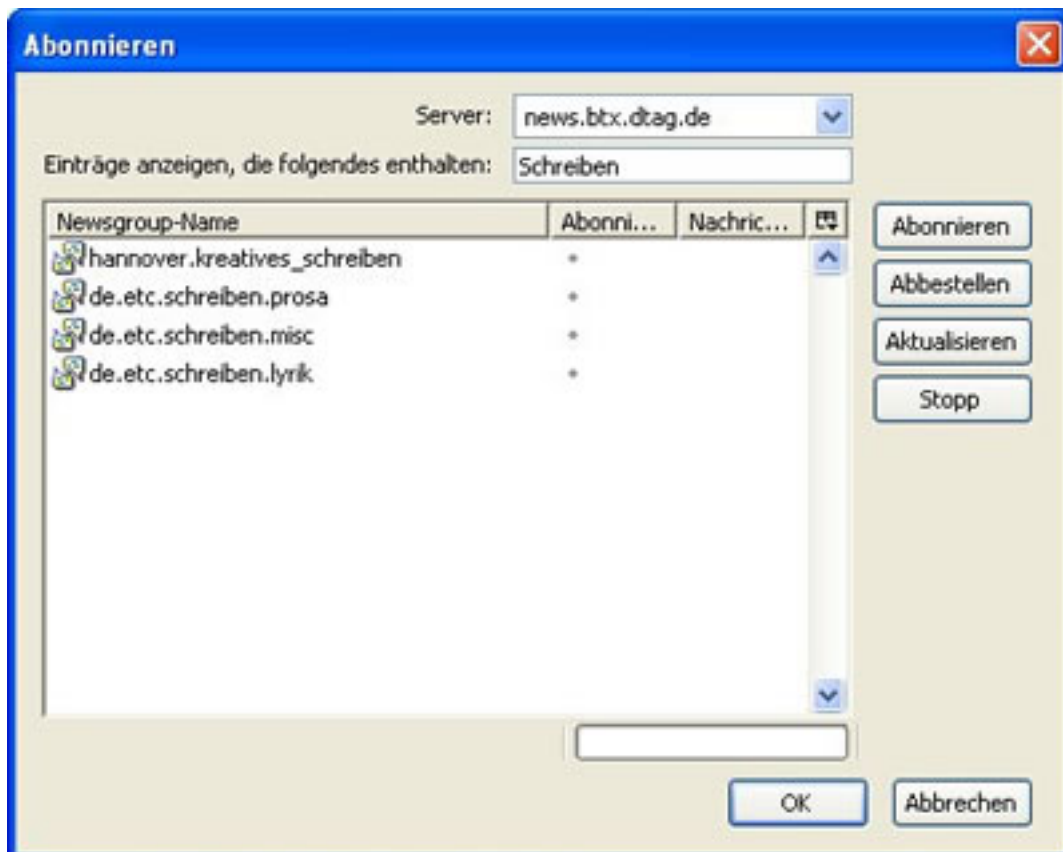 Abonnieren
Server: news.btx.dtag.de
Einträge anzeigen, die folgendes enthalten: Schreiben
Newsgroup-Name Abonni... Nachric...
hannover.kreatives_schreiben
de.etc.schreiben.prosa
de.etc.schreiben.misc
de.etc.schreiben.lyrik
Abonnieren
Abbestellen
Aktualisieren
Stopp
OK Abbrechen